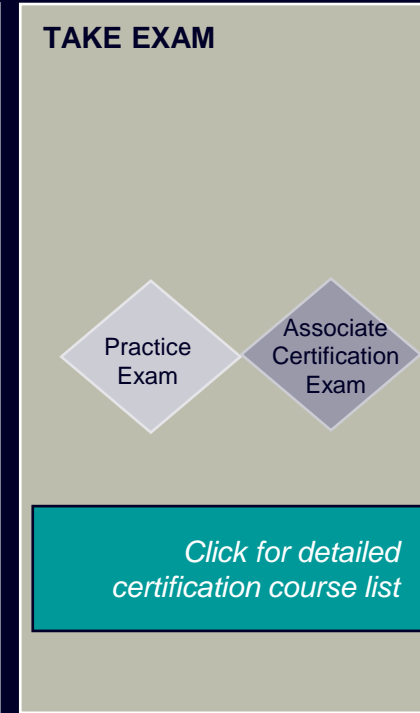 TAKE EXAM
Practice
Exam
Associate
Certification
Exam
Click for detailed
certification course list